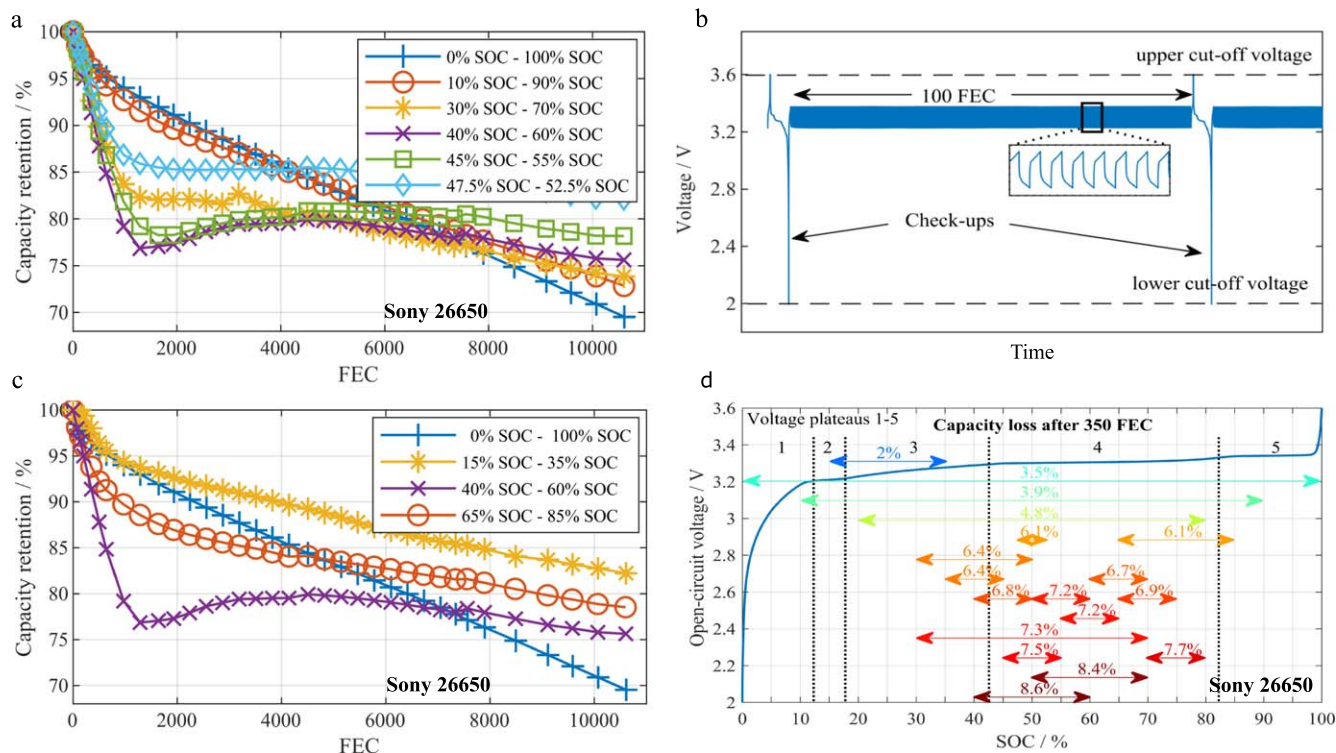 a
Capacity retention / %
100
95
90
85
80
75
70
0% SOC - 100% SOC
10% SOC - 90% SOC
30% SOC - 70% SOC
40% SOC - 60% SOC
45% SOC - 55% SOC
47.5% SOC - 52.5% SOC
Sony 26650
0 2000 4000 6000 8000 10000
FEC
b
Voltage / V
3.6
3.2
2.8
2.4
2
upper cut-off voltage
100 FEC
Check-ups
lower cut-off voltage
Time
c
Capacity retention / %
100
95
90
85
80
75
70
0% SOC - 100% SOC
15% SOC - 35% SOC
40% SOC - 60% SOC
65% SOC - 85% SOC
Sony 26650
0 2000 4000 6000 8000 10000
FEC
d
Open-circuit voltage / V
3.6
3.4
3.2
3.0
2.8
2.6
2.4
2.2
2
Voltage plateaus 1-5
Capacity loss after 350 FEC
1 2 3 4 5
2%
3.5%
3.9%
4.8%
6.1% 6.1%
6.4%
6.4% 6.7%
6.8% 7.2% 6.9%
7.2%
7.3%
7.5% 7.7%
8.4%
8.6%
Sony 26650
0 10 20 30 40 50 60 70 80 90 100
SOC / %